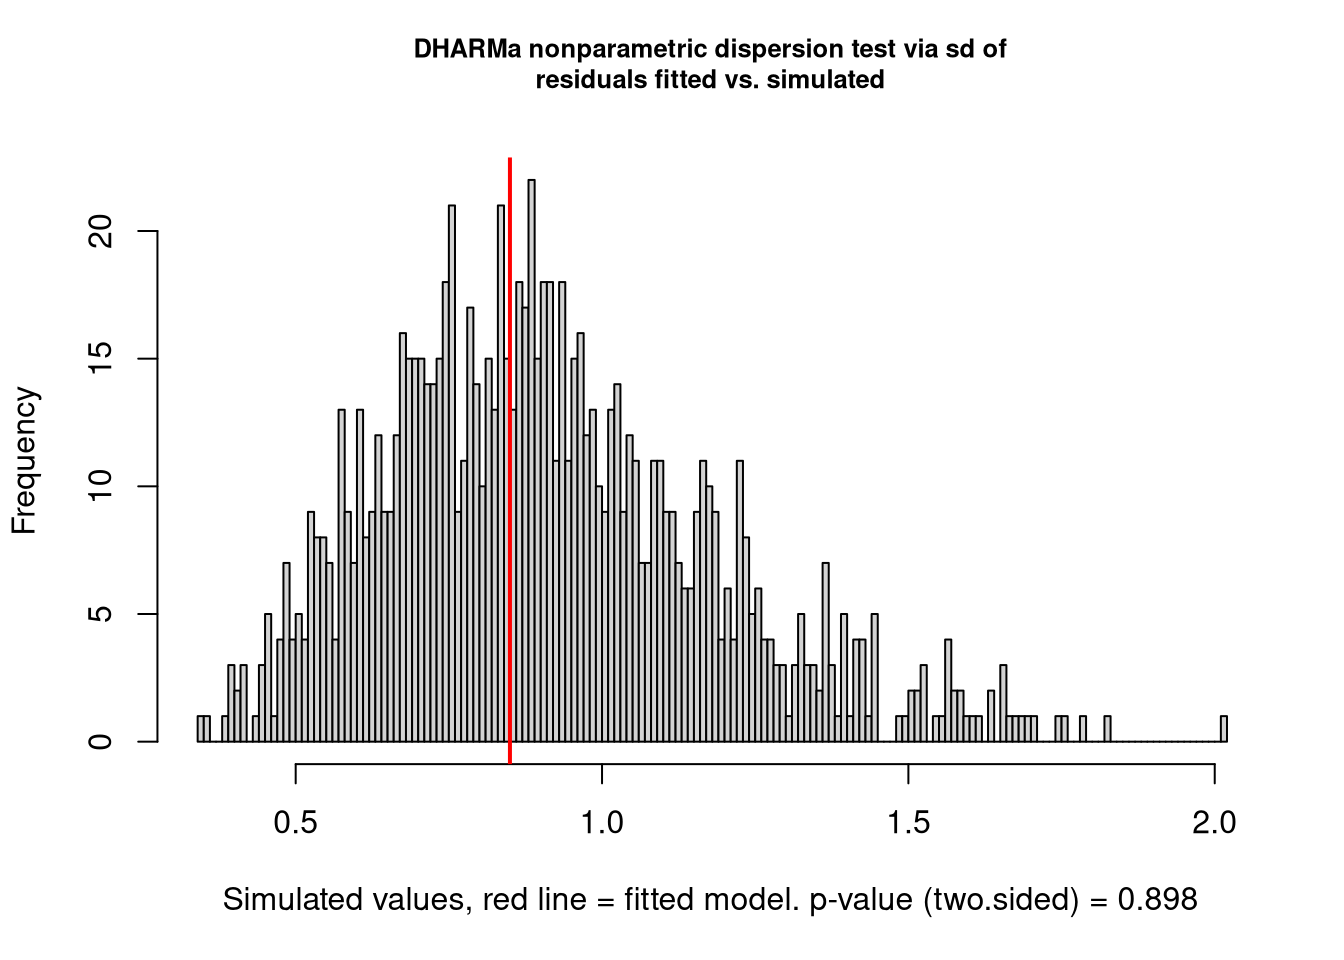 DHARMa nonparametric dispersion test via sd of
residuals fitted vs. simulated
Frequency
20
15
10
5
0
0.5 1.0 1.5 2.0
Simulated values, red line = fitted model. p-value (two.sided) = 0.898